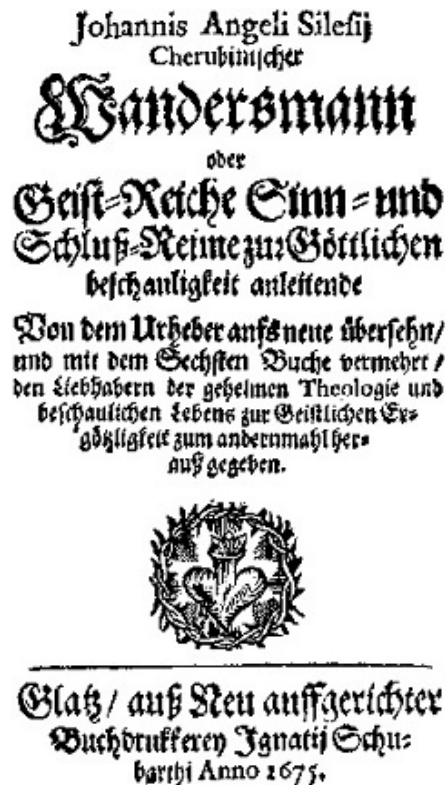 Johannis Angeli Silesij
Cherubinischer
Wandersmann
oder
Geist=Reiche Sinn=und
Schluß=Reime zur Göttlichen
beschauligkeit anleitende
Von dem Urheber aufs neue übersehn/
und mit dem Sechsten Buche vermehrt/
den Liebhabern der geheimen Theologie und
beschaulichen Lebens zur Geistlichen Er=
götzligkeit zum andernmahl her=
auß gegeben.
Glatz/ auß Neu auffgerichter
Buchdrukkerey Ignatij Schu=
barthi Anno 1675.